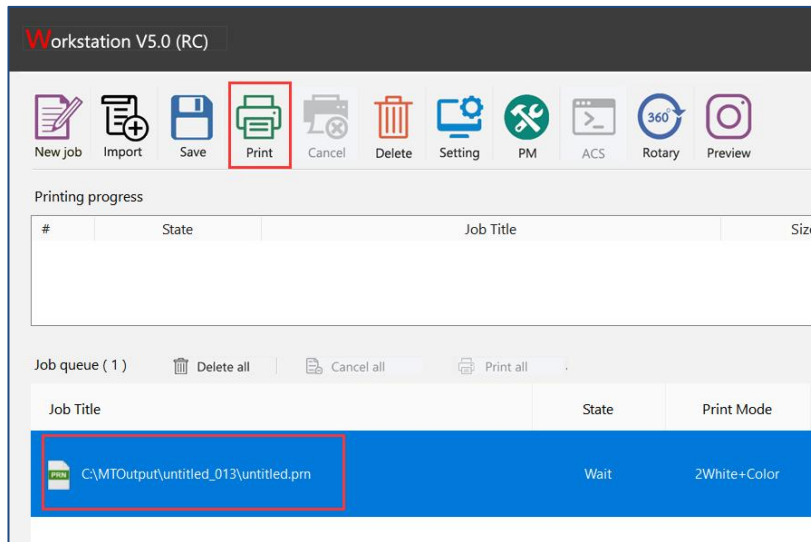 Workstation V5.0 (RC)
New job Import Save Print Cancel Delete Setting PM ACS 360° Rotary Preview
Printing progress
# State Job Title Size
Job queue ( 1 ) Delete all Cancel all Print all
Job Title State Print Mode
PRN C:\MTOutput\untitled_013\untitled.prn Wait 2White+Color